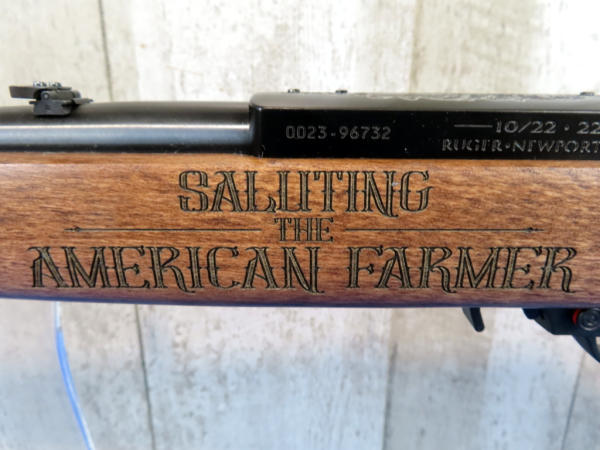 0023-96732
10/22 · 22
RUGER·NEWPORT
SALUTING
THE
AMERICAN FARMER